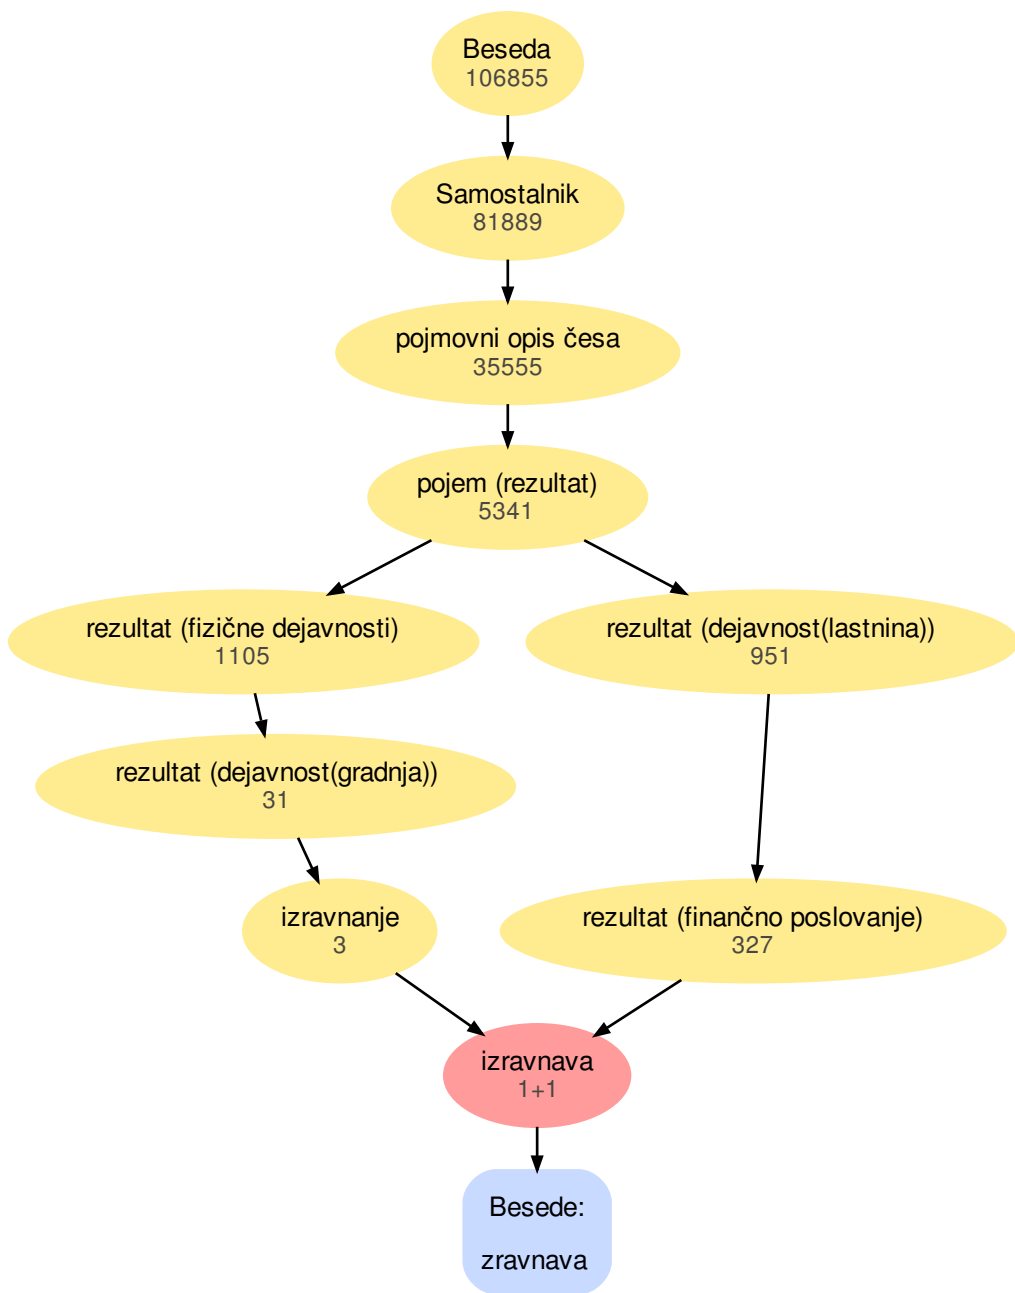 Beseda
106855
Samostalnik
81889
pojmovni opis česa
35555
pojem (rezultat)
5341
rezultat (fizične dejavnosti)
1105
rezultat (dejavnost(lastnina))
951
rezultat (dejavnost(gradnja))
31
izravnanje
3
rezultat (finančno poslovanje)
327
izravnava
1+1
Besede:
zravnava